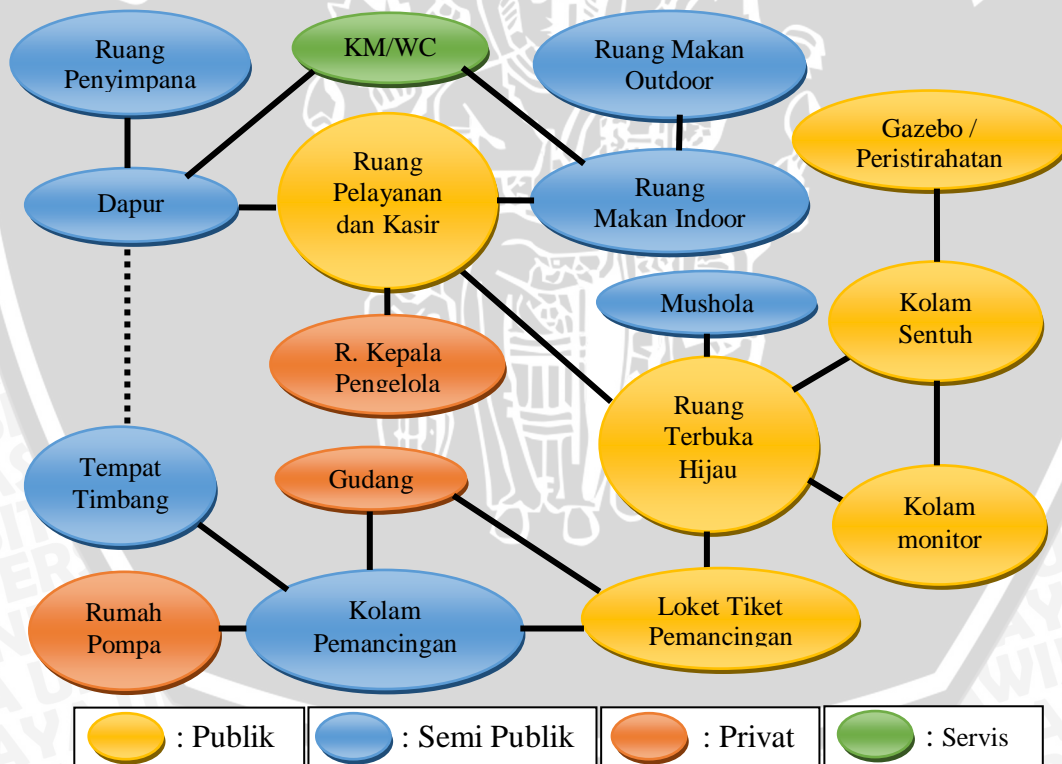 Ruang
Penyimpana
KM/WC
Ruang Makan
Outdoor
Gazebo /
Peristirahatan
Dapur
Ruang
Pelayanan
dan Kasir
Ruang
Makan Indoor
Mushola
Kolam
Sentuh
R. Kepala
Pengelola
Ruang
Terbuka
Hijau
Tempat
Timbang
Gudang
Kolam
monitor
Rumah
Pompa
Kolam
Pemancingan
Loket Tiket
Pemancingan
: Publik
: Semi Publik
: Privat
: Servis